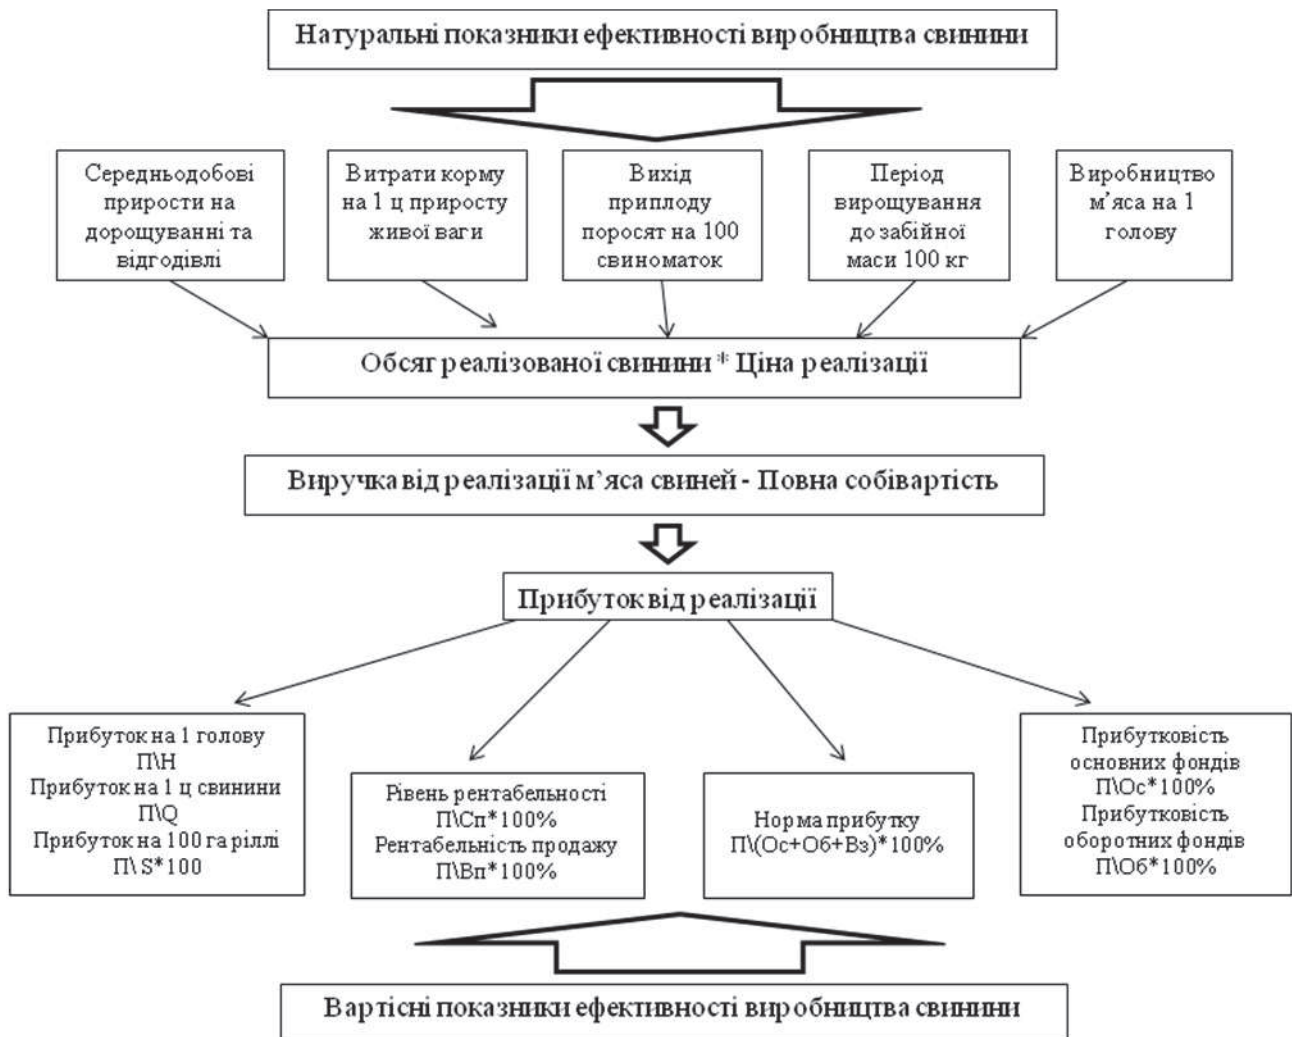 Натуральні показники ефективності виробництва свинини
Середньодобові
прирости на
дорощуванні та
відгодівлі
Витрати корму
на 1 ц приросту
живої ваги
Вихід
приплоду
поросят на 100
свиноматок
Період
вирощування
до забійної
маси 100 кг
Виробництво
м’яса на 1
голову
Обсяг реалізованої свинини * Ціна реалізації
Виручка від реалізації м’яса свиней - Повна собівартість
Прибуток від реалізації
Прибуток на 1 голову
П\Н
Прибуток на 1 ц свинини
П\Q
Прибуток на 100 га ріллі
П\ S*100
Рівень рентабельності
П\Сп*100%
Рентабельність продажу
П\Вп*100%
Норма прибутку
П\(Ос+Об+Вз)*100%
Прибутковість
основних фондів
П\Ос*100%
Прибутковість
оборотних фондів
П\Об*100%
Вартісні показники ефективності виробництва свинини